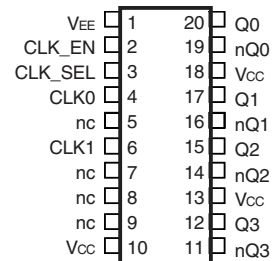 VEE 1 20 Q0
CLK_EN 2 19 nQ0
CLK_SEL 3 18 VCC
CLK0 4 17 Q1
nc 5 16 nQ1
CLK1 6 15 Q2
nc 7 14 nQ2
nc 8 13 VCC
nc 9 12 Q3
VCC 10 11 nQ3